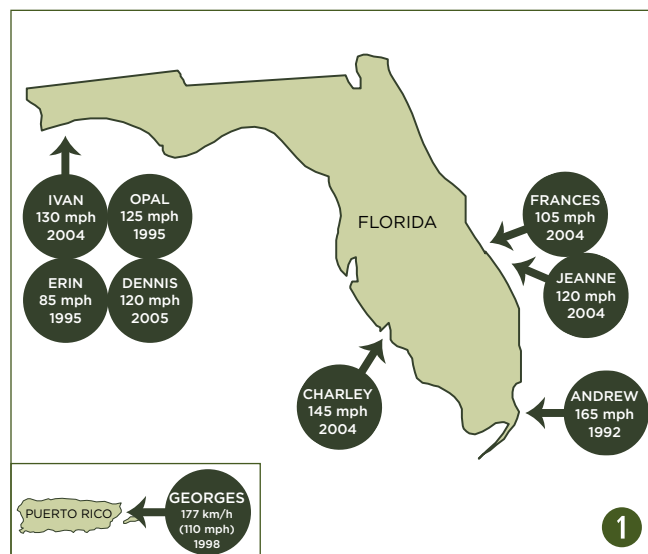 IVAN
130 mph
2004
OPAL
125 mph
1995
ERIN
85 mph
1995
DENNIS
120 mph
2005
FLORIDA
FRANCES
105 mph
2004
JEANNE
120 mph
2004
CHARLEY
145 mph
2004
ANDREW
165 mph
1992
PUERTO RICO
GEORGES
177 km/h
(110 mph)
1998
1